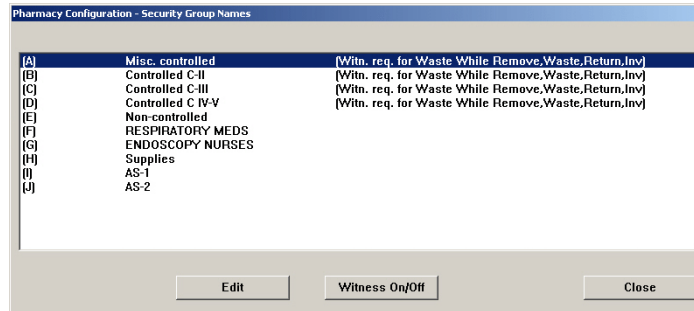 Pharmacy Configuration - Security Group Names
(A) Misc. controlled (Witn. req. for Waste While Remove,Waste,Return,Inv)
(B) Controlled C-II (Witn. req. for Waste While Remove,Waste,Return,Inv)
(C) Controlled C-III (Witn. req. for Waste While Remove,Waste,Return,Inv)
(D) Controlled C IV-V (Witn. req. for Waste While Remove,Waste,Return,Inv)
(E) Non-controlled
(F) RESPIRATORY MEDS
(G) ENDOSCOPY NURSES
(H) Supplies
(I) AS-1
(J) AS-2
Edit Witness On/Off Close